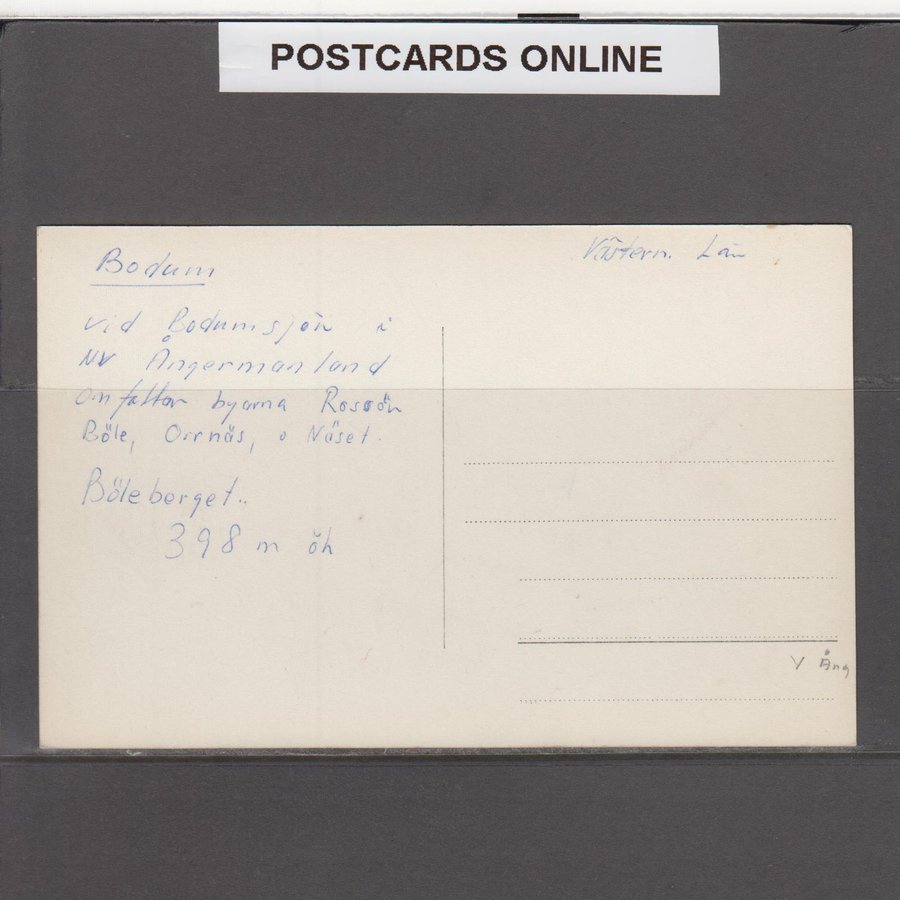 POSTCARDS ONLINE
Västern. Län
Bodum
vid Bodumsjön i
NV Ångermanland
Omfattar byarna Rossön
Böle, Orrnäs, o Näset.
Böleberget..
398 m öh
V Ång